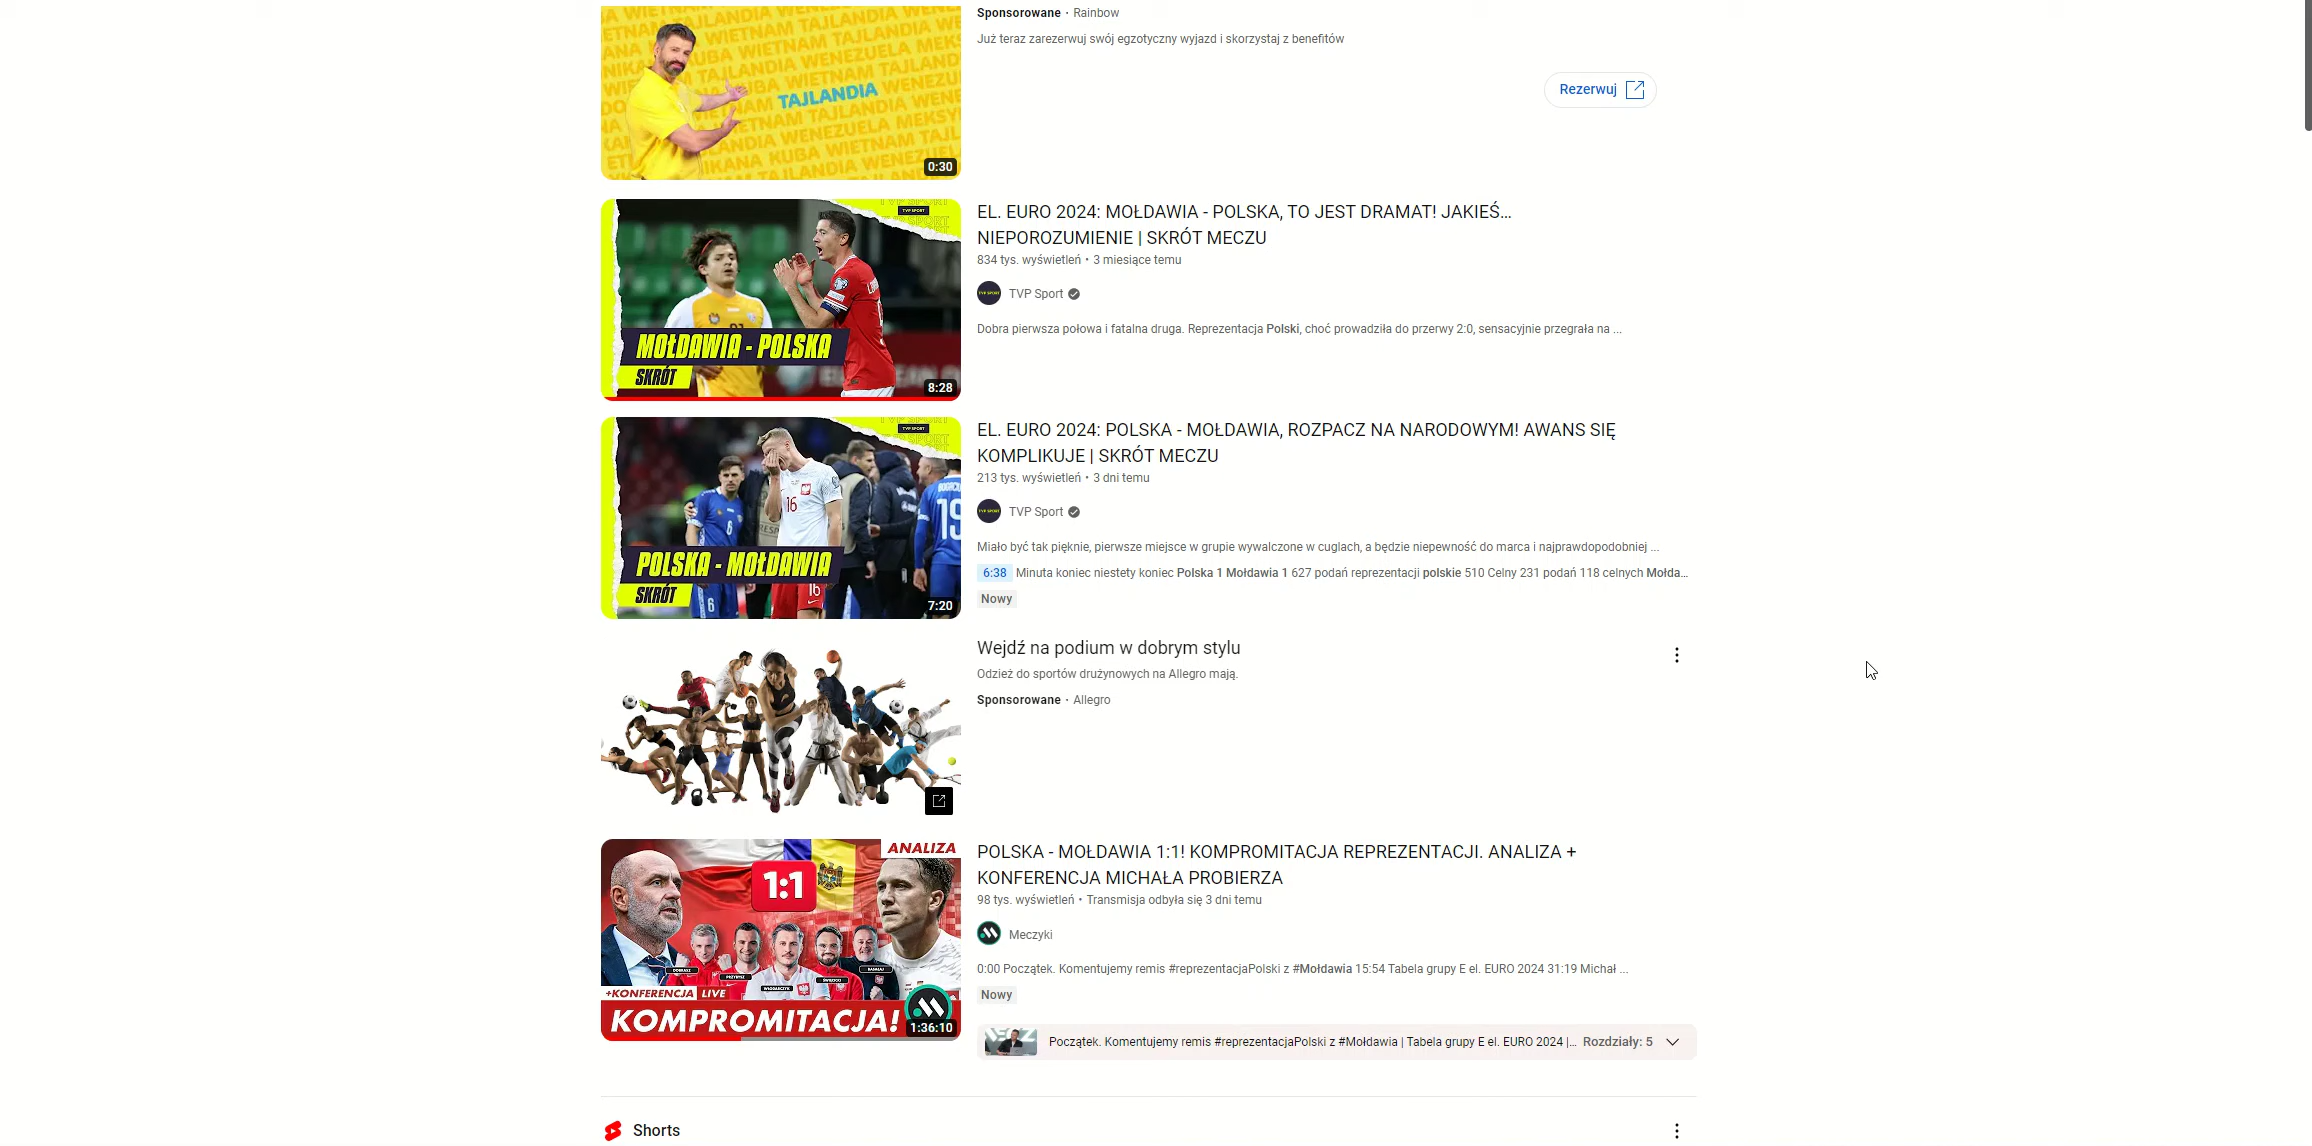 Sponsorowane · Rainbow
Już teraz zarezerwuj swój egzotyczny wyjazd i skorzystaj z benefitów
Rezerwuj
TAJLANDIA
0:30
EL. EURO 2024: MOŁDAWIA - POLSKA, TO JEST DRAMAT! JAKIEŚ...
NIEPOROZUMIENIE | SKRÓT MECZU
834 tys. wyświetleń • 3 miesiące temu
TVP Sport
Dobra pierwsza połowa i fatalna druga. Reprezentacja Polski, choć prowadziła do przerwy 2:0, sensacyjnie przegrała na ...
TVP SPORT
MOŁDAWIA - POLSKA
SKRÓT
8:28
EL. EURO 2024: POLSKA - MOŁDAWIA, ROZPACZ NA NARODOWYM! AWANS SIĘ
KOMPLIKUJE | SKRÓT MECZU
213 tys. wyświetleń • 3 dni temu
TVP Sport
Miało być tak pięknie, pierwsze miejsce w grupie wywalczone w cuglach, a będzie niepewność do marca i najprawdopodobniej ...
6:38 Minuta koniec niestety koniec Polska 1 Mołdawia 1 627 podań reprezentacji polskie 510 Celny 231 podań 118 celnych Mołda...
Nowy
TVP SPORT
16
6
19
POLSKA - MOŁDAWIA
SKRÓT
6
16
7:20
Wejdź na podium w dobrym stylu
Odzież do sportów drużynowych na Allegro mają.
Sponsorowane · Allegro
POLSKA - MOŁDAWIA 1:1! KOMPROMITACJA REPREZENTACJI. ANALIZA +
KONFERENCJA MICHAŁA PROBIERZA
98 tys. wyświetleń • Transmisja odbyła się 3 dni temu
Meczyki
0:00 Początek. Komentujemy remis #reprezentacjaPolski z #Mołdawia 15:54 Tabela grupy E el. EURO 2024 31:19 Michał ...
Nowy
ANALIZA
1:1
+KONFERENCJA LIVE
KOMPROMITACJA!
1:36:10
Początek. Komentujemy remis #reprezentacjaPolski z #Mołdawia | Tabela grupy E el. EURO 2024 |... Rozdziały: 5
Shorts